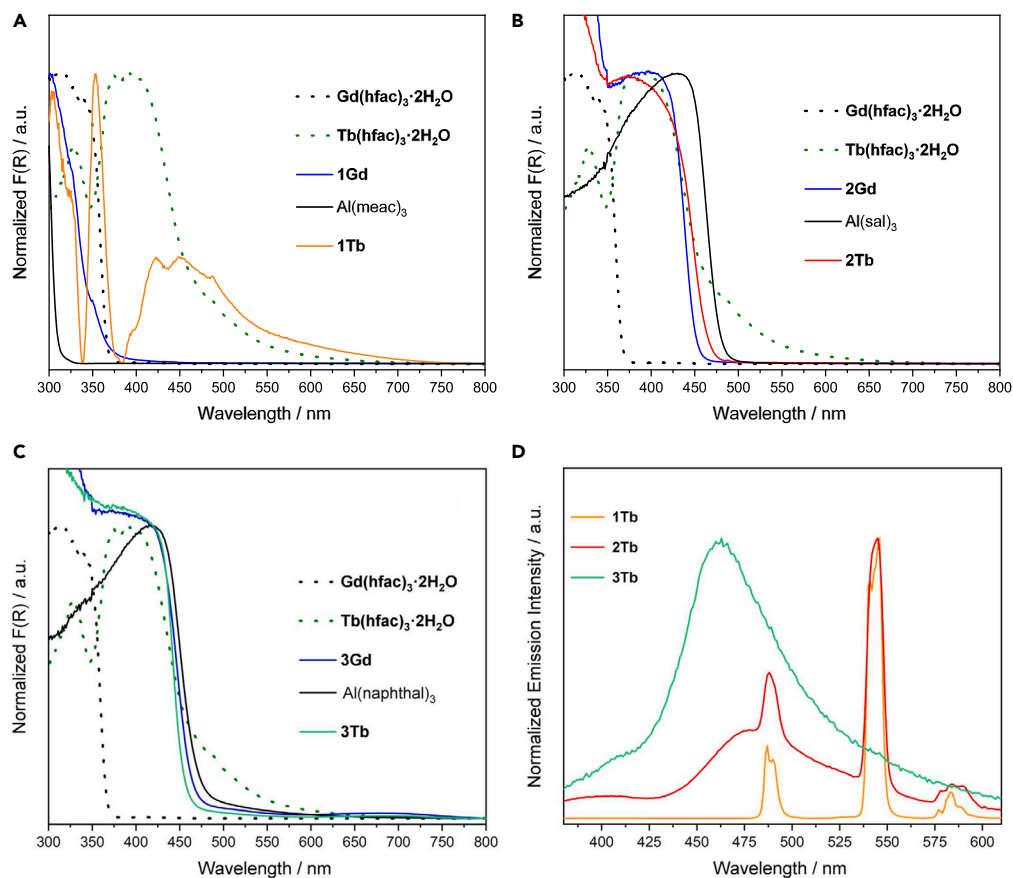 A
Normalized F(R) / a.u.
Gd(hfac)₃·2H₂O
Tb(hfac)₃·2H₂O
1Gd
Al(meac)₃
1Tb
300 350 400 450 500 550 600 650 700 750 800
Wavelength / nm
B
Normalized F(R) / a.u.
Gd(hfac)₃·2H₂O
Tb(hfac)₃·2H₂O
2Gd
Al(sal)₃
2Tb
300 350 400 450 500 550 600 650 700 750 800
Wavelength / nm
C
Normalized F(R) / a.u.
Gd(hfac)₃·2H₂O
Tb(hfac)₃·2H₂O
3Gd
Al(naphthal)₃
3Tb
300 350 400 450 500 550 600 650 700 750 800
Wavelength / nm
D
Normalized Emission Intensity / a.u.
1Tb
2Tb
3Tb
400 425 450 475 500 525 550 575 600
Wavelength / nm